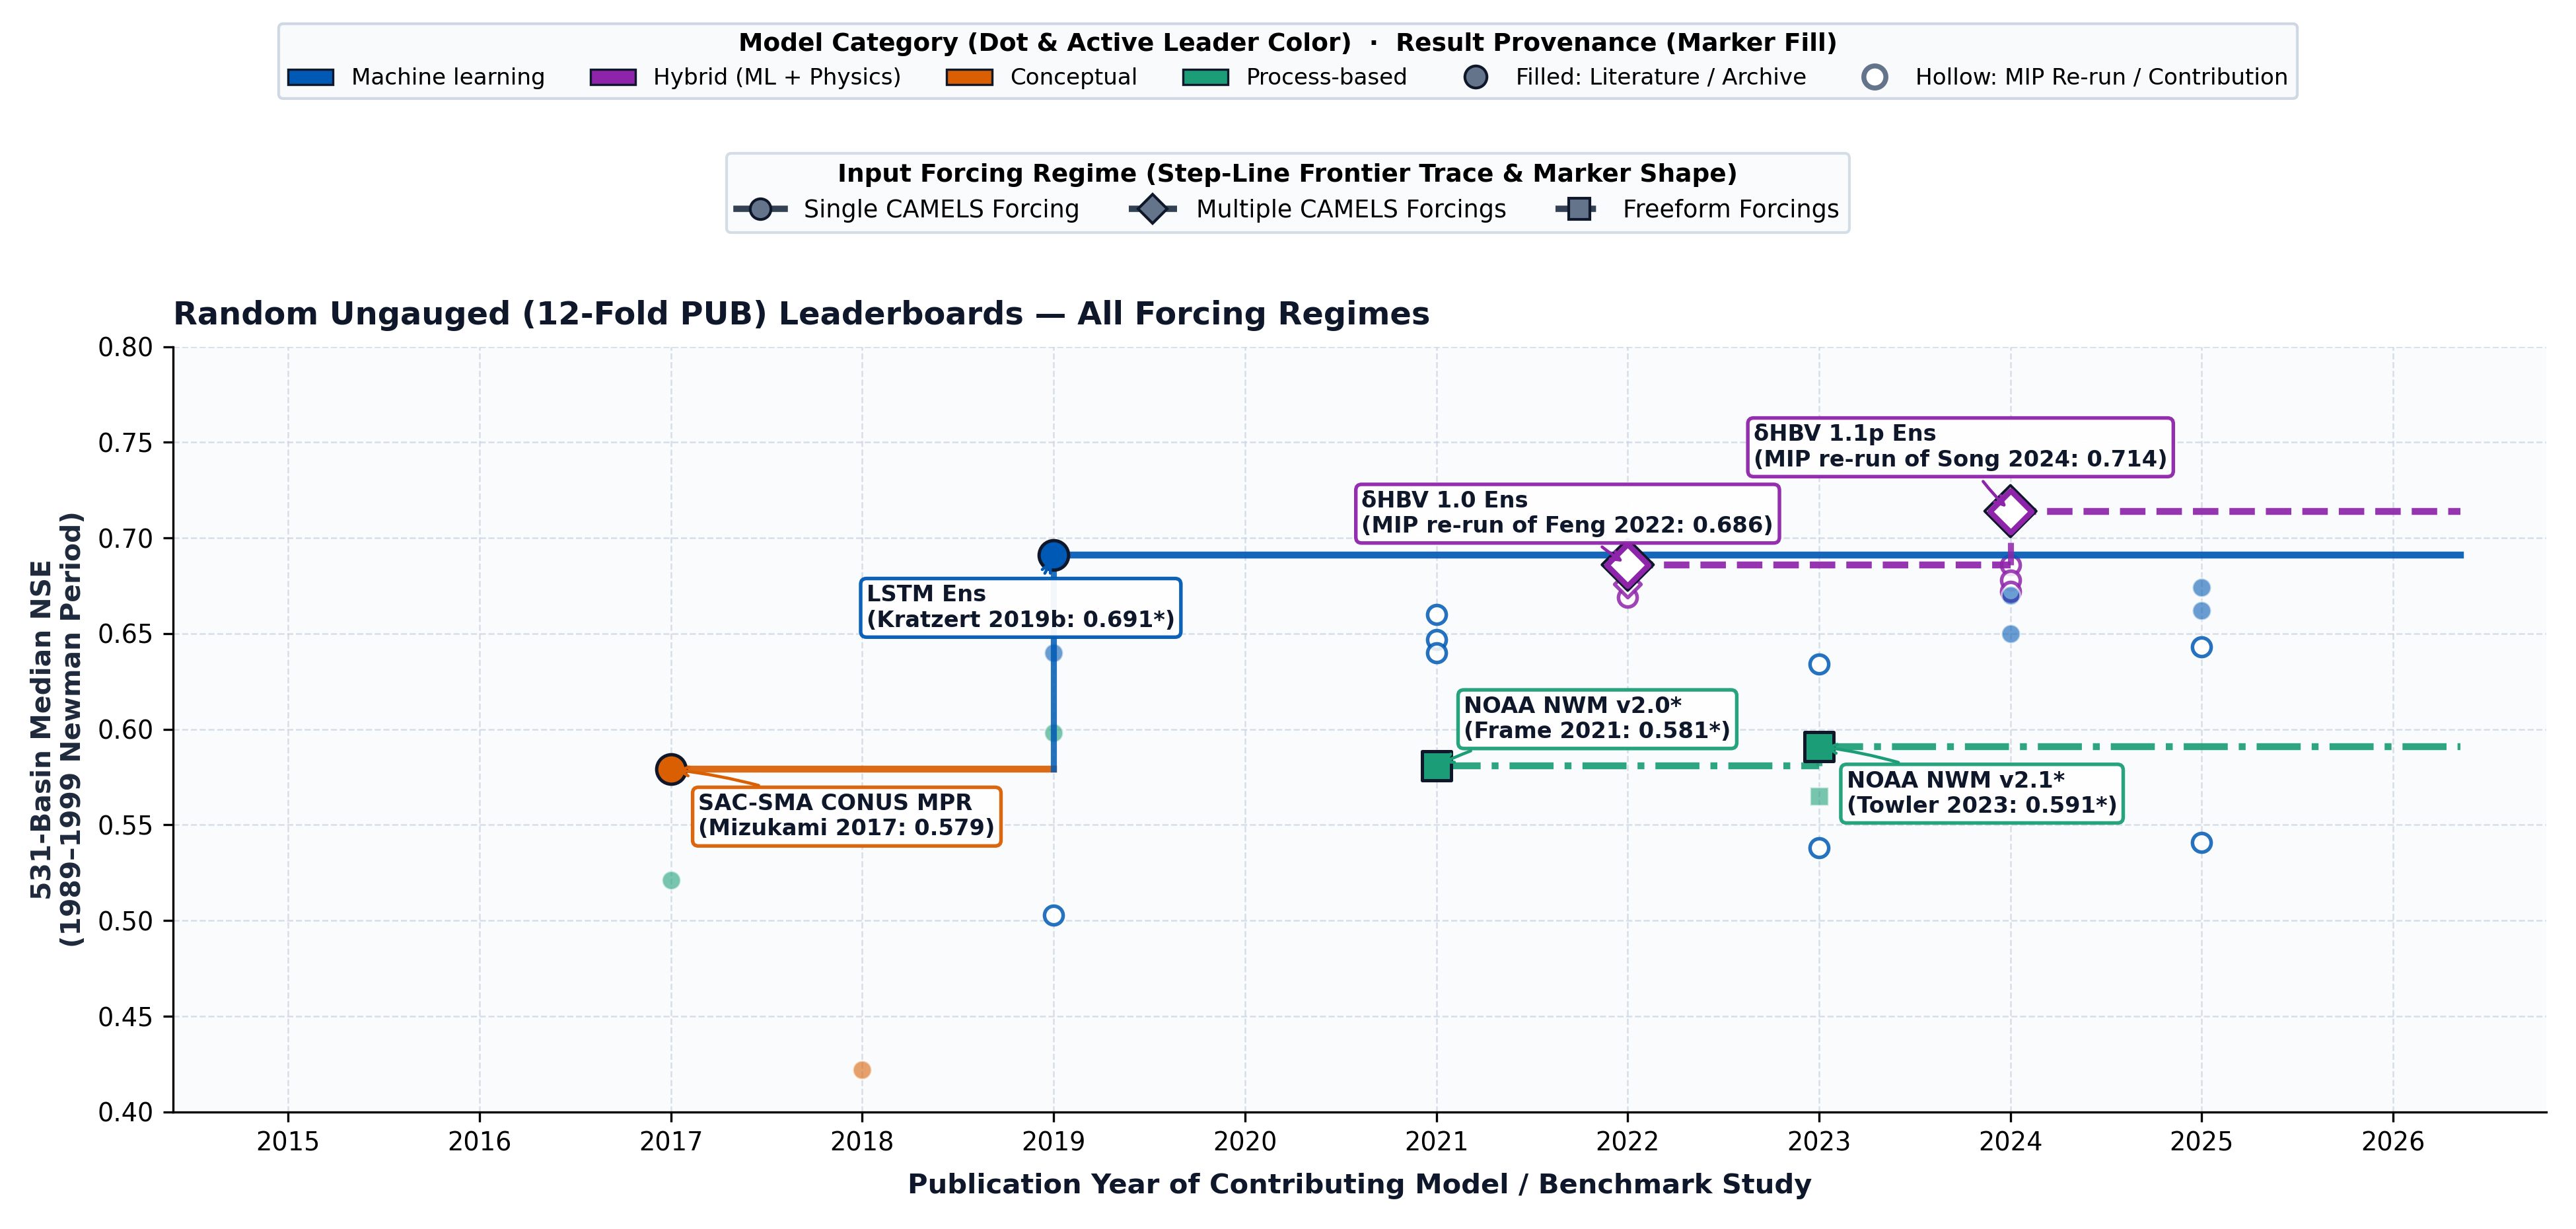 Model Category (Dot & Active Leader Color)  ·  Result Provenance (Marker Fill)
Machine learning
Hybrid (ML + Physics)
Conceptual
Process-based
Filled: Literature / Archive
Hollow: MIP Re-run / Contribution
Input Forcing Regime (Step-Line Frontier Trace & Marker Shape)
Single CAMELS Forcing
Multiple CAMELS Forcings
Freeform Forcings
Random Ungauged (12-Fold PUB) Leaderboards — All Forcing Regimes
531-Basin Median NSE
(1989–1999 Newman Period)
0.80
0.75
0.70
0.65
0.60
0.55
0.50
0.45
0.40
δHBV 1.1p Ens
(MIP re-run of Song 2024: 0.714)
δHBV 1.0 Ens
(MIP re-run of Feng 2022: 0.686)
LSTM Ens
(Kratzert 2019b: 0.691*)
NOAA NWM v2.0*
(Frame 2021: 0.581*)
NOAA NWM v2.1*
(Towler 2023: 0.591*)
SAC-SMA CONUS MPR
(Mizukami 2017: 0.579)
2015
2016
2017
2018
2019
2020
2021
2022
2023
2024
2025
2026
Publication Year of Contributing Model / Benchmark Study